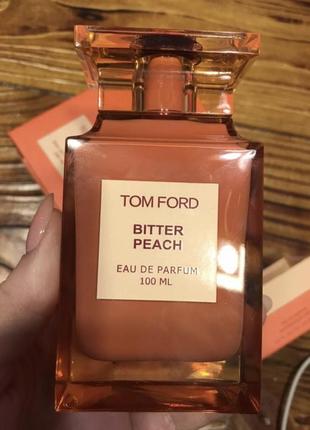 TOM FORD
BITTER
PEACH
EAU DE PARFUM
100 ML